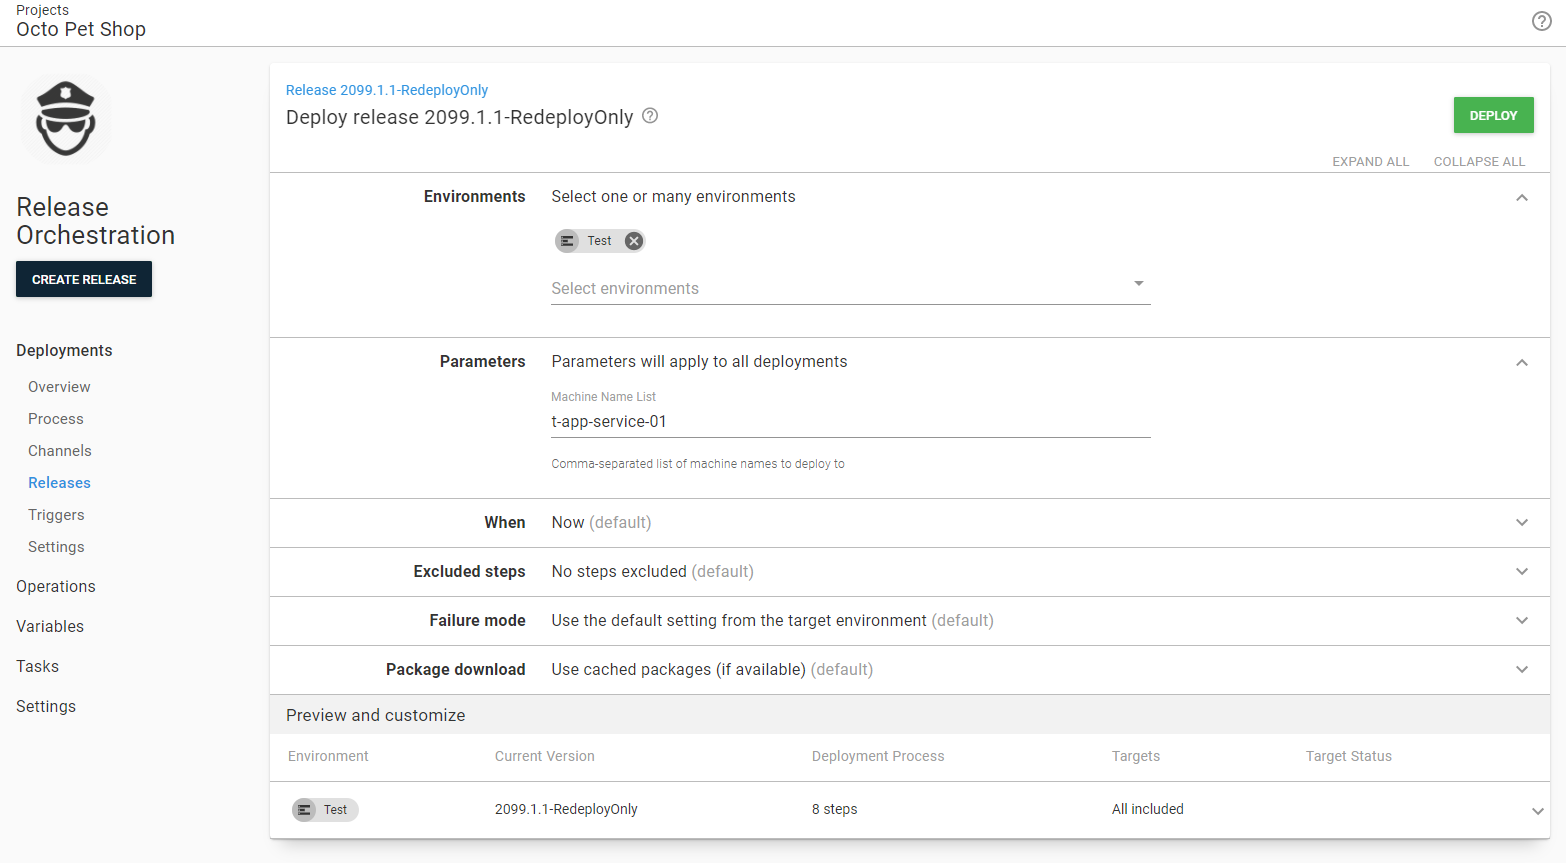 Projects
Octo Pet Shop
Release
Orchestration
CREATE RELEASE
Deployments
Overview
Process
Channels
Releases
Triggers
Settings
Operations
Variables
Tasks
Settings
Release 2099.1.1-RedeployOnly
Deploy release 2099.1.1-RedeployOnly
DEPLOY
EXPAND ALL COLLAPSE ALL
Environments Select one or many environments
Test
Select environments
Parameters Parameters will apply to all deployments
Machine Name List
t-app-service-01
Comma-separated list of machine names to deploy to
When Now (default)
Excluded steps No steps excluded (default)
Failure mode Use the default setting from the target environment (default)
Package download Use cached packages (if available) (default)
Preview and customize
Environment Current Version Deployment Process Targets Target Status
Test 2099.1.1-RedeployOnly 8 steps All included